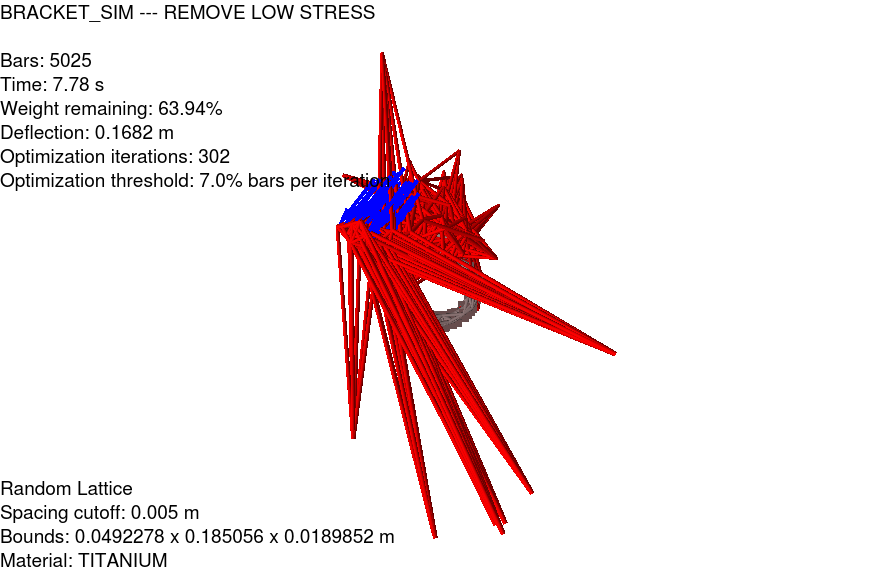 BRACKET_SIM --- REMOVE LOW STRESS
Bars: 5025
Time: 7.78 s
Weight remaining: 63.94%
Deflection: 0.1682 m
Optimization iterations: 302
Optimization threshold: 7.0% bars per iteration
Random Lattice
Spacing cutoff: 0.005 m
Bounds: 0.0492278 x 0.185056 x 0.0189852 m
Material: TITANIUM